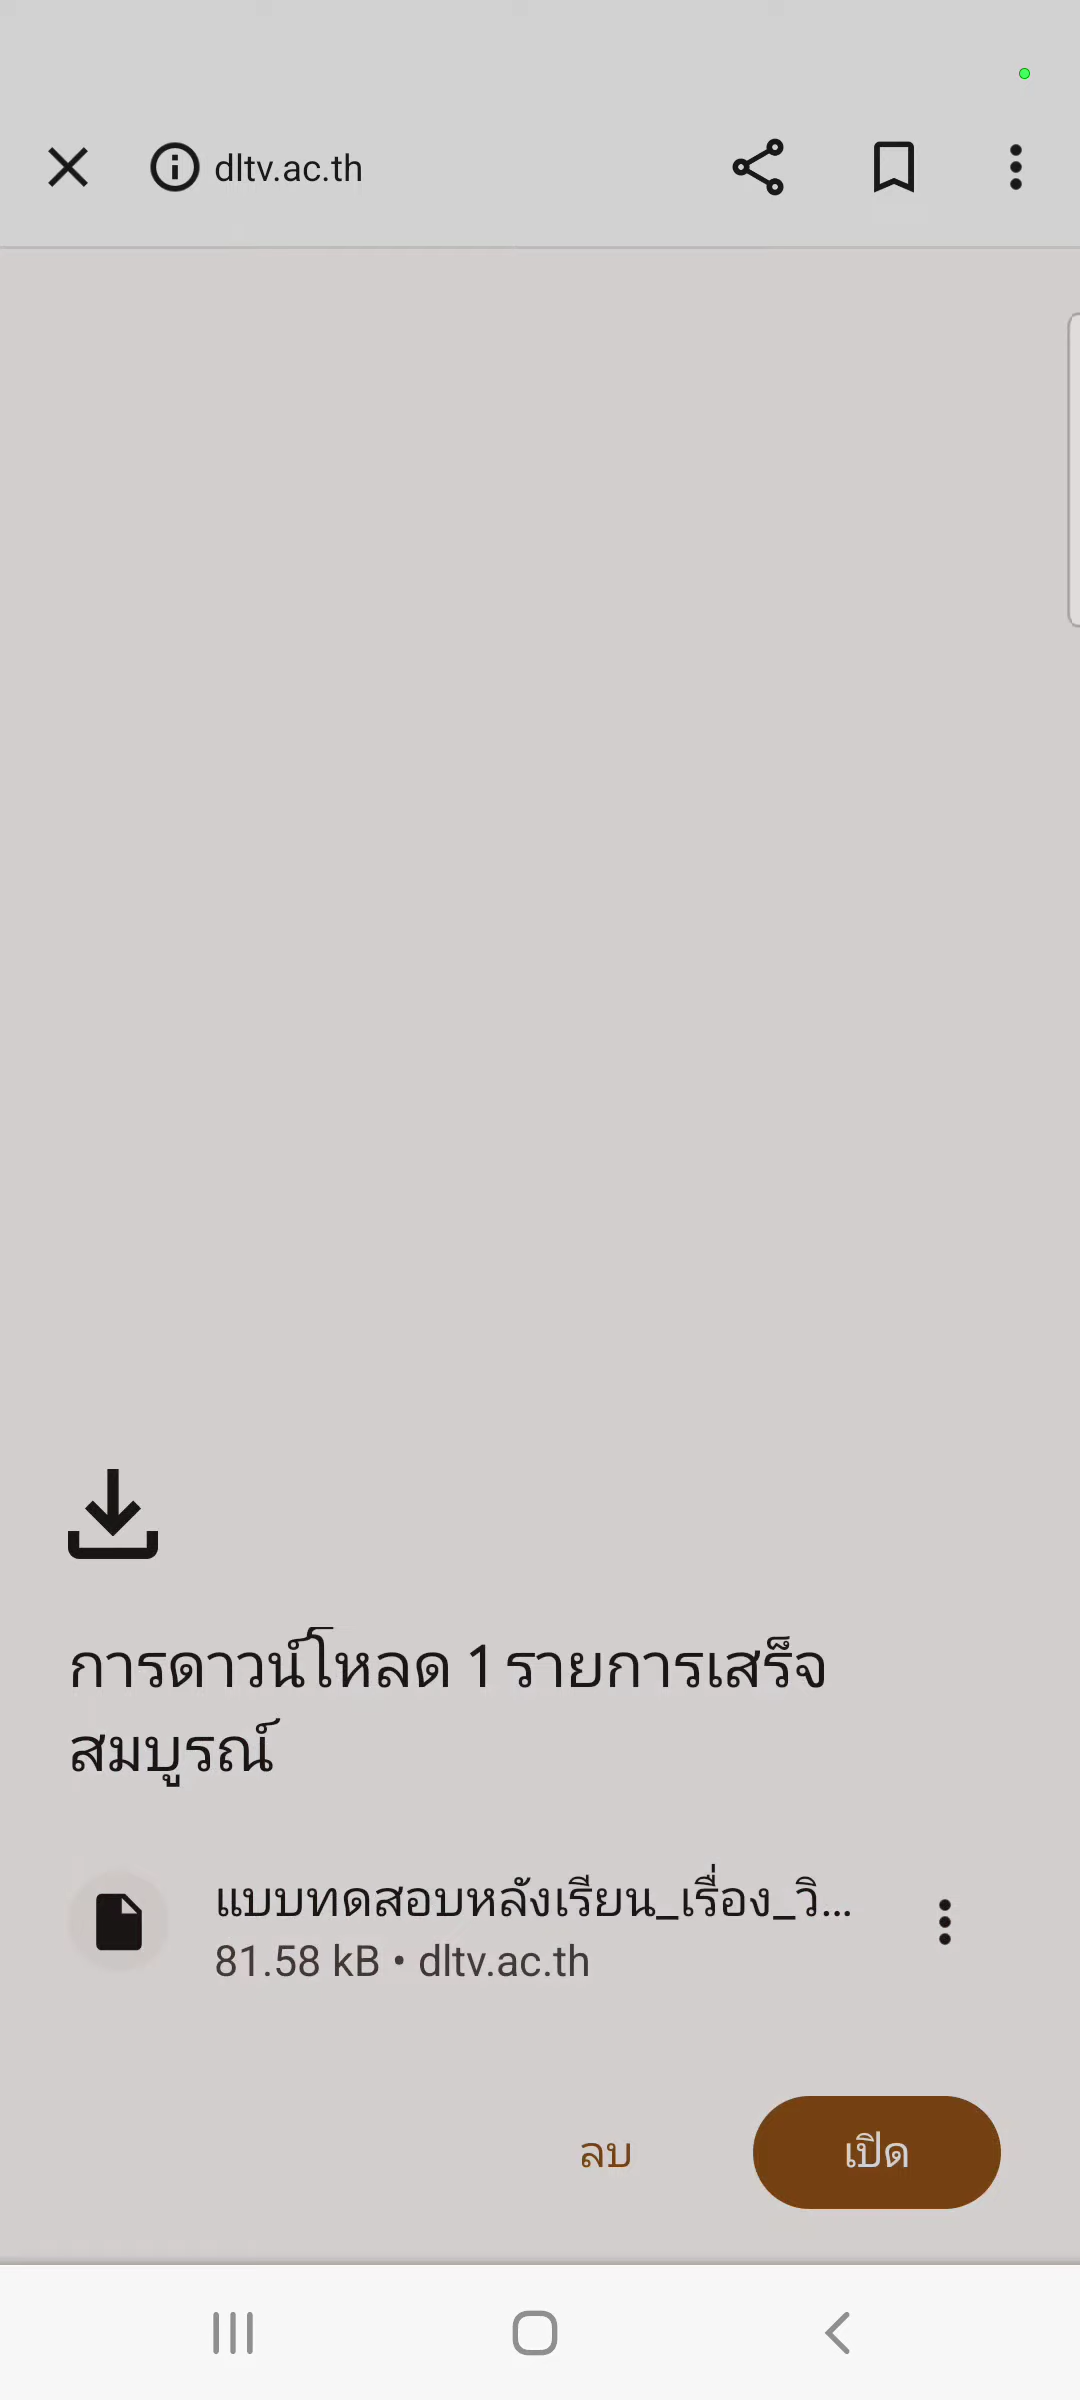 dltv.ac.th
การดาวน์โหลด 1 รายการเสร็จ
สมบูรณ์
แบบทดสอบหลังเรียน_เรื่อง_วิ...
81.58 kB • dltv.ac.th
ลบ
เปิด